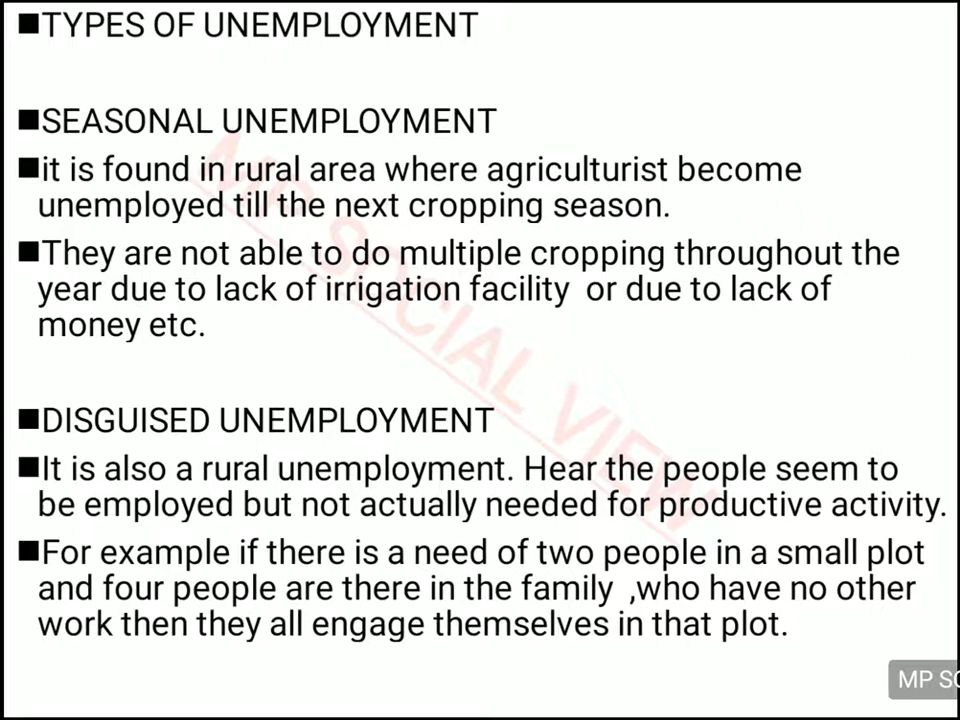 ■TYPES OF UNEMPLOYMENT
■SEASONAL UNEMPLOYMENT
■it is found in rural area where agriculturist become
unemployed till the next cropping season.
■They are not able to do multiple cropping throughout the
year due to lack of irrigation facility or due to lack of
money etc.
■DISGUISED UNEMPLOYMENT
■It is also a rural unemployment. Hear the people seem to
be employed but not actually needed for productive activity.
■For example if there is a need of two people in a small plot
and four people are there in the family ,who have no other
work then they all engage themselves in that plot.
MP SOCIAL VIEW
MP SO